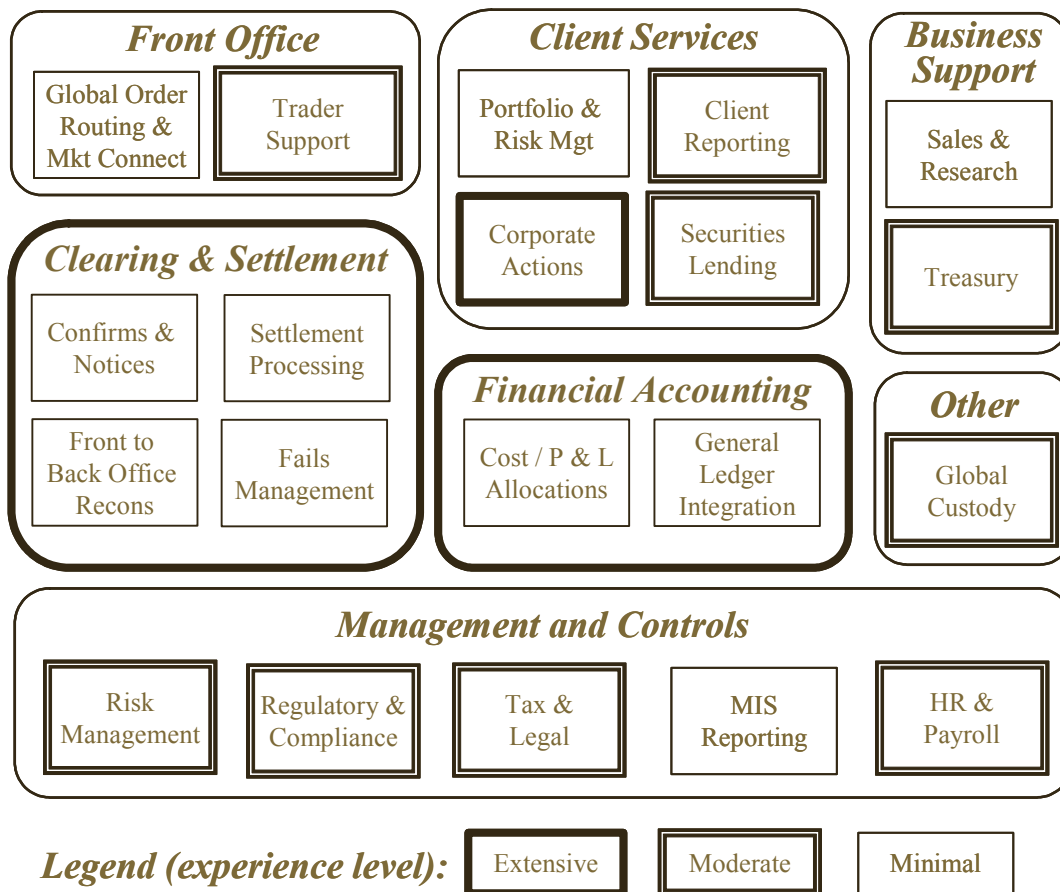 Front Office
Global Order
Routing &
Mkt Connect
Trader
Support
Client Services
Portfolio &
Risk Mgt
Client
Reporting
Corporate
Actions
Securities
Lending
Business
Support
Sales &
Research
Treasury
Clearing & Settlement
Confirms &
Notices
Settlement
Processing
Front to
Back Office
Recons
Fails
Management
Financial Accounting
Cost / P & L
Allocations
General
Ledger
Integration
Other
Global
Custody
Management and Controls
Risk
Management
Regulatory &
Compliance
Tax &
Legal
MIS
Reporting
HR &
Payroll
Legend (experience level):
Extensive
Moderate
Minimal